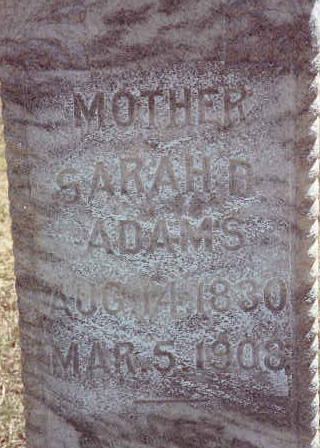 MOTHER
SARAH D.
ADAMS
AUG. 14. 1830
MAR. 5. 1908